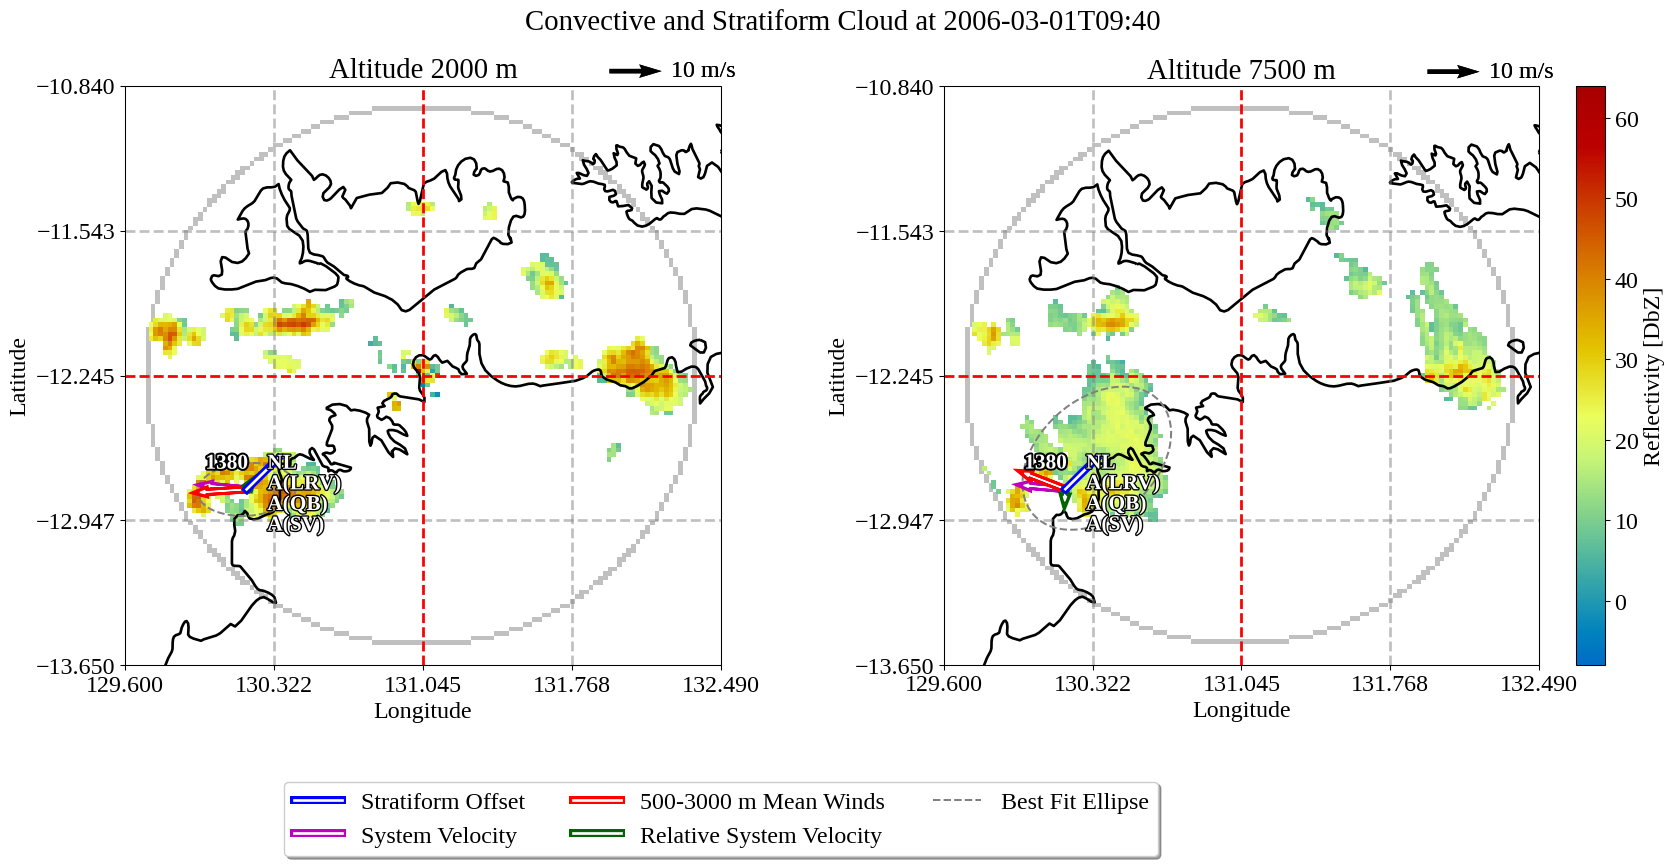 Convective and Stratiform Cloud at 2006-03-01T09:40
Altitude 2000 m
10 m/s
−10.840
−11.543
−12.245
−12.947
−13.650
129.600
130.322
131.045
131.768
132.490
Latitude
Longitude
1380
NL
A(LRV)
A(QB)
A(SV)
Altitude 7500 m
10 m/s
−10.840
−11.543
−12.245
−12.947
−13.650
129.600
130.322
131.045
131.768
132.490
Latitude
Longitude
1380
NL
A(LRV)
A(QB)
A(SV)
60
50
40
30
20
10
0
Reflectivity [DbZ]
Stratiform Offset
System Velocity
500-3000 m Mean Winds
Relative System Velocity
Best Fit Ellipse